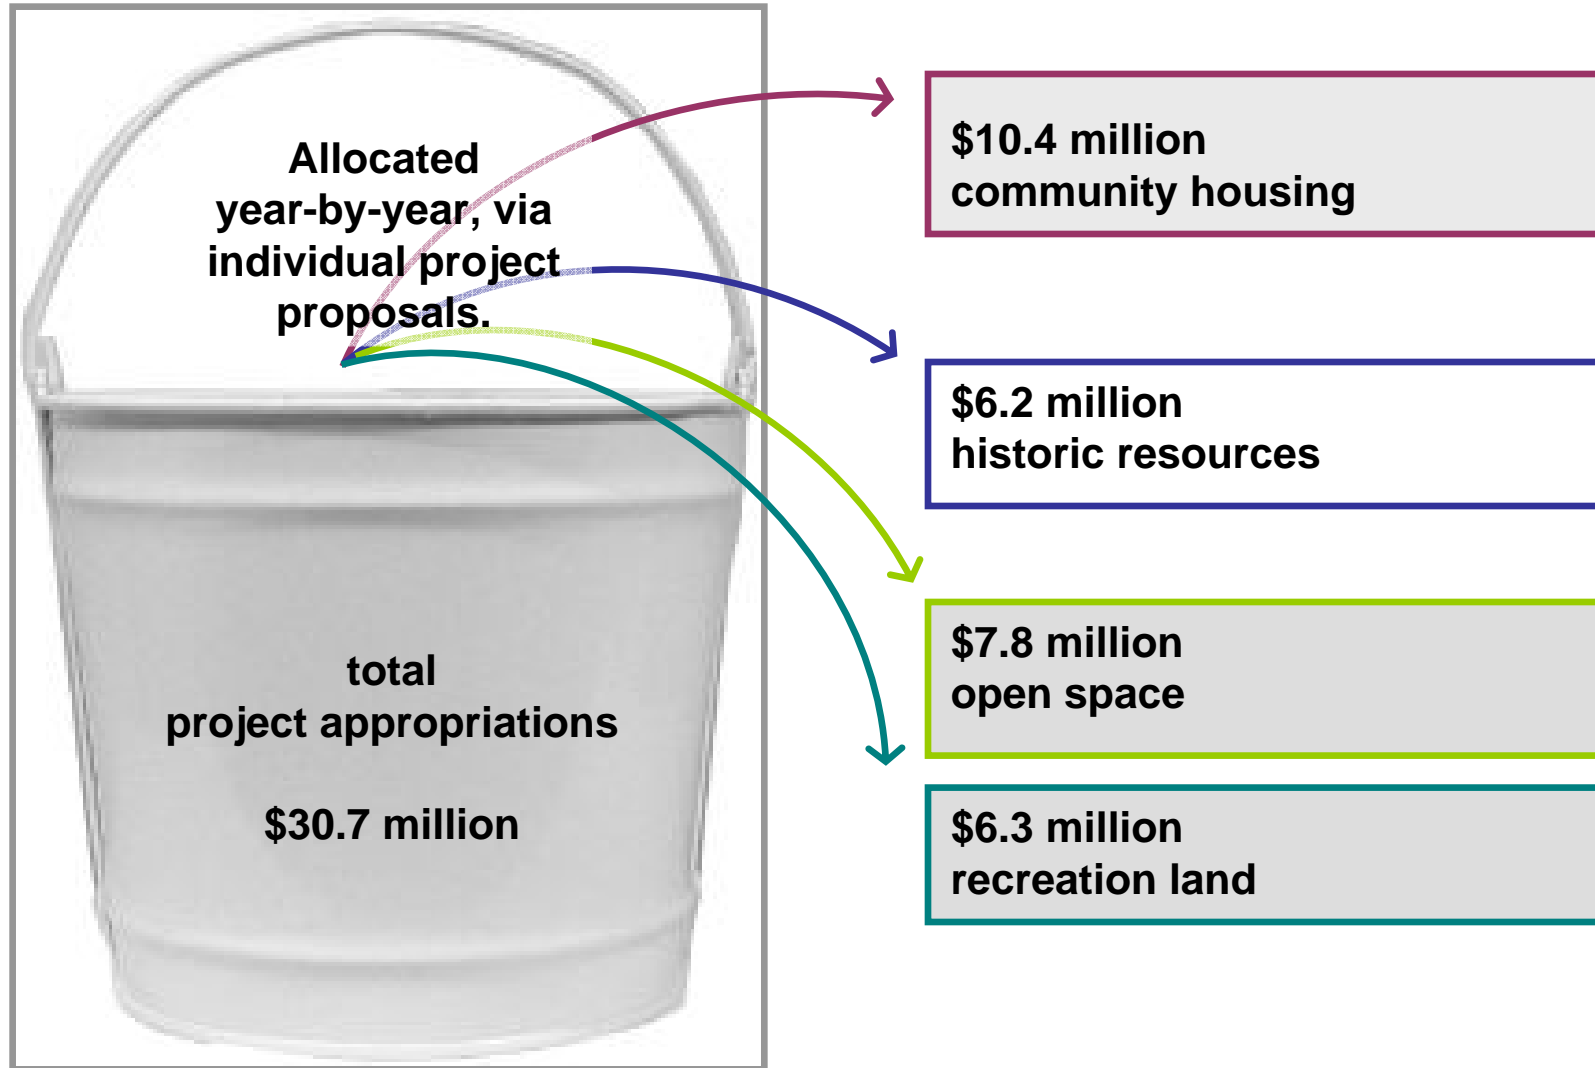 Allocated
year-by-year, via
individual project
proposals.
total
project appropriations
$30.7 million
$10.4 million
community housing
$6.2 million
historic resources
$7.8 million
open space
$6.3 million
recreation land